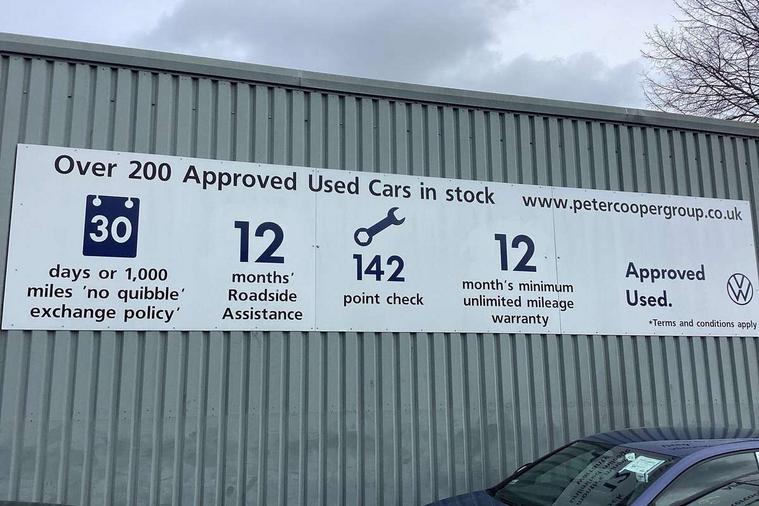 Over 200 Approved Used Cars in stock
www.petercoopergroup.co.uk
30
days or 1,000
miles 'no quibble'
exchange policy'
12
months'
Roadside
Assistance
142
point check
12
month's minimum
unlimited mileage
warranty
Approved
Used.
*Terms and conditions apply